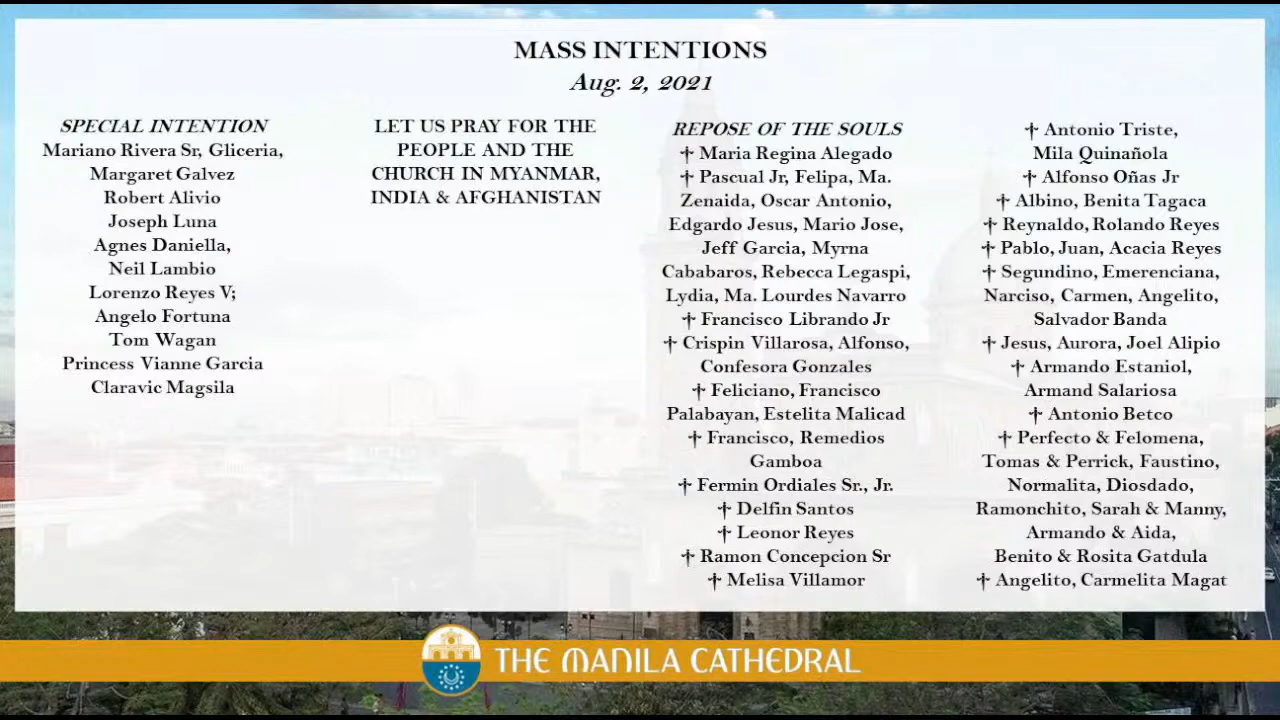 MASS INTENTIONS
Aug. 2, 2021
SPECIAL INTENTION
Mariano Rivera Sr, Gliceria,
Margaret Galvez
Robert Alivio
Joseph Luna
Agnes Daniella,
Neil Lambio
Lorenzo Reyes V;
Angelo Fortuna
Tom Wagan
Princess Vianne Garcia
Claravic Magsila
LET US PRAY FOR THE
PEOPLE AND THE
CHURCH IN MYANMAR,
INDIA & AFGHANISTAN
REPOSE OF THE SOULS
✝ Maria Regina Alegado
✝ Pascual Jr, Felipa, Ma.
Zenaida, Oscar Antonio,
Edgardo Jesus, Mario Jose,
Jeff Garcia, Myrna
Cababaros, Rebecca Legaspi,
Lydia, Ma. Lourdes Navarro
✝ Francisco Librando Jr
✝ Crispin Villarosa, Alfonso,
Confesora Gonzales
✝ Feliciano, Francisco
Palabayan, Estelita Malicad
✝ Francisco, Remedios
Gamboa
✝ Fermin Ordiales Sr., Jr.
✝ Delfin Santos
✝ Leonor Reyes
✝ Ramon Concepcion Sr
✝ Melisa Villamor
✝ Antonio Triste,
Mila Quinañola
✝ Alfonso Oñas Jr
✝ Albino, Benita Tagaca
✝ Reynaldo, Rolando Reyes
✝ Pablo, Juan, Acacia Reyes
✝ Segundino, Emerenciana,
Narciso, Carmen, Angelito,
Salvador Banda
✝ Jesus, Aurora, Joel Alipio
✝ Armando Estaniol,
Armand Salariosa
✝ Antonio Betco
✝ Perfecto & Felomena,
Tomas & Perrick, Faustino,
Normalita, Diosdado,
Ramonchito, Sarah & Manny,
Armando & Aida,
Benito & Rosita Gatdula
✝ Angelito, Carmelita Magat
THE MANILA CATHEDRAL